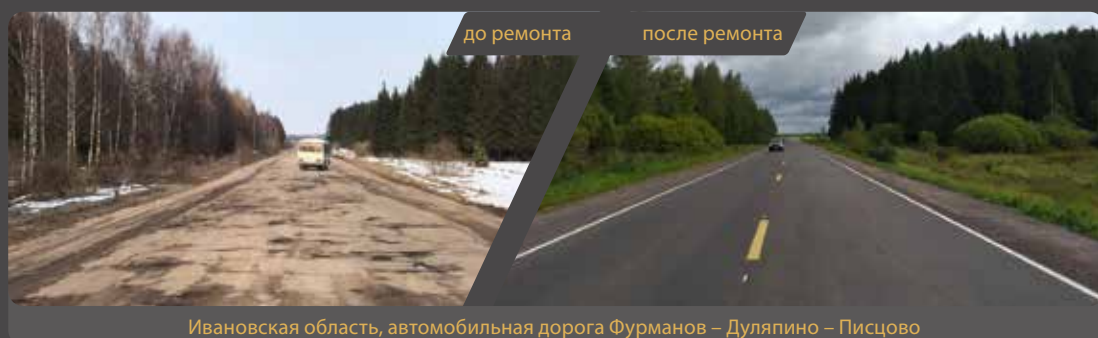 до ремонта
после ремонта
Ивановская область, автомобильная дорога Фурманов – Дуляпино – Писцово